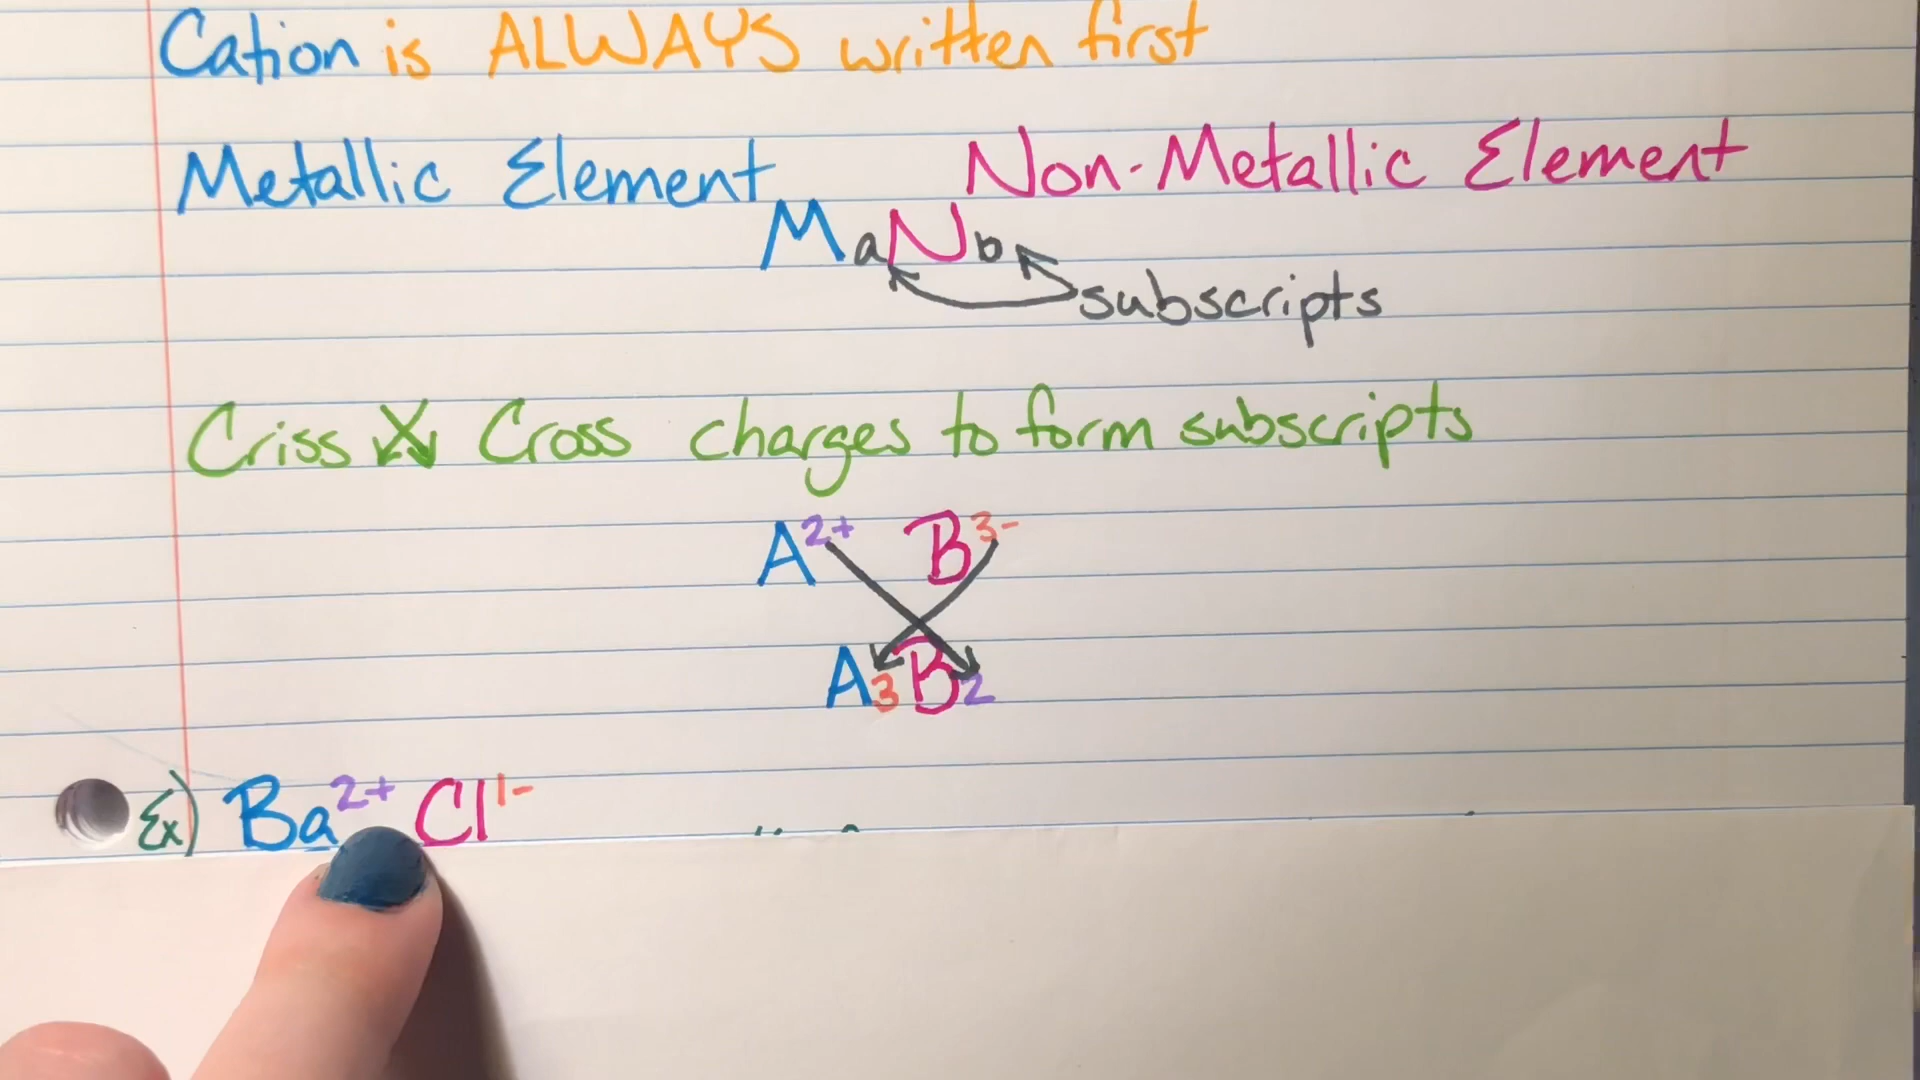 Cation is ALWAYS written first
Metallic Element Non-Metallic Element
MaNb
subscripts
Criss Cross charges to form subscripts
A2+ B3-
A3B2
Ex) Ba2+ Cl1-